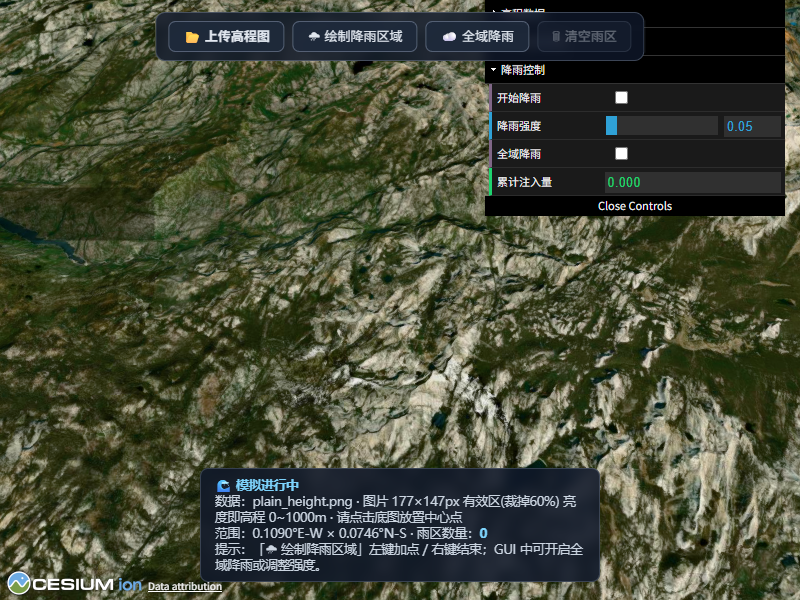 上传高程图 绘制降雨区域 全域降雨 清空雨区
降雨控制
开始降雨
降雨强度 0.05
全域降雨
累计注入量 0.000
Close Controls
模拟进行中
数据：plain_height.png · 图片 177×147px 有效区(裁掉60%) 亮
度即高程 0~1000m · 请点击底图放置中心点
范围：0.1090°E-W × 0.0746°N-S · 雨区数量：0
提示：「🌧 绘制降雨区域」左键加点 / 右键结束；GUI 中可开启全
域降雨或调整强度。
CESIUM ion Data attribution